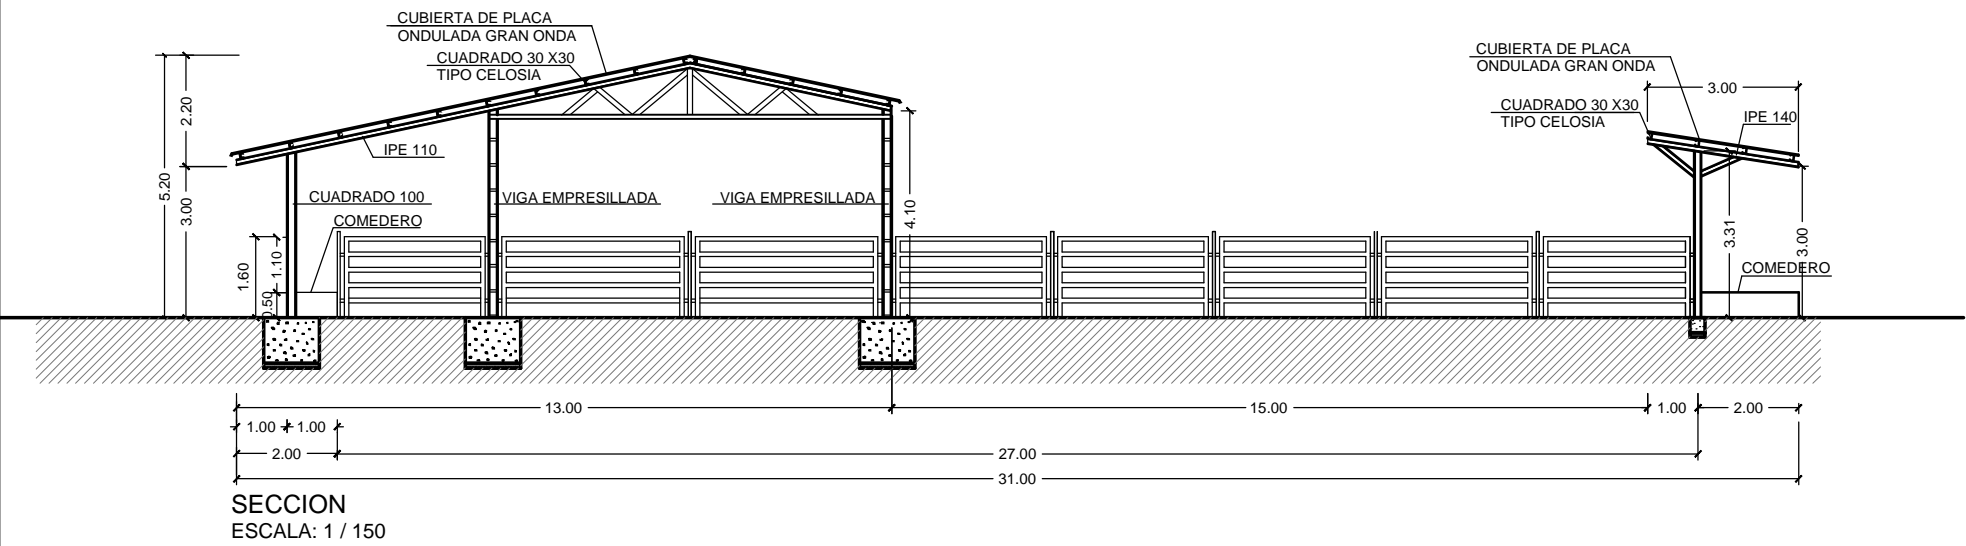 CUBIERTA DE PLACA
ONDULADA GRAN ONDA
CUADRADO 30 X30
TIPO CELOSIA
CUBIERTA DE PLACA
ONDULADA GRAN ONDA
3.00
CUADRADO 30 X30
TIPO CELOSIA
IPE 140
2.20
5.20
3.00
IPE 110
CUADRADO 100
COMEDERO
VIGA EMPRESILLADA
VIGA EMPRESILLADA
4.10
3.31
3.00
COMEDERO
1.60
1.10
0.50
13.00
15.00
1.00
2.00
1.00
1.00
2.00
27.00
31.00
SECCION
ESCALA: 1 / 150